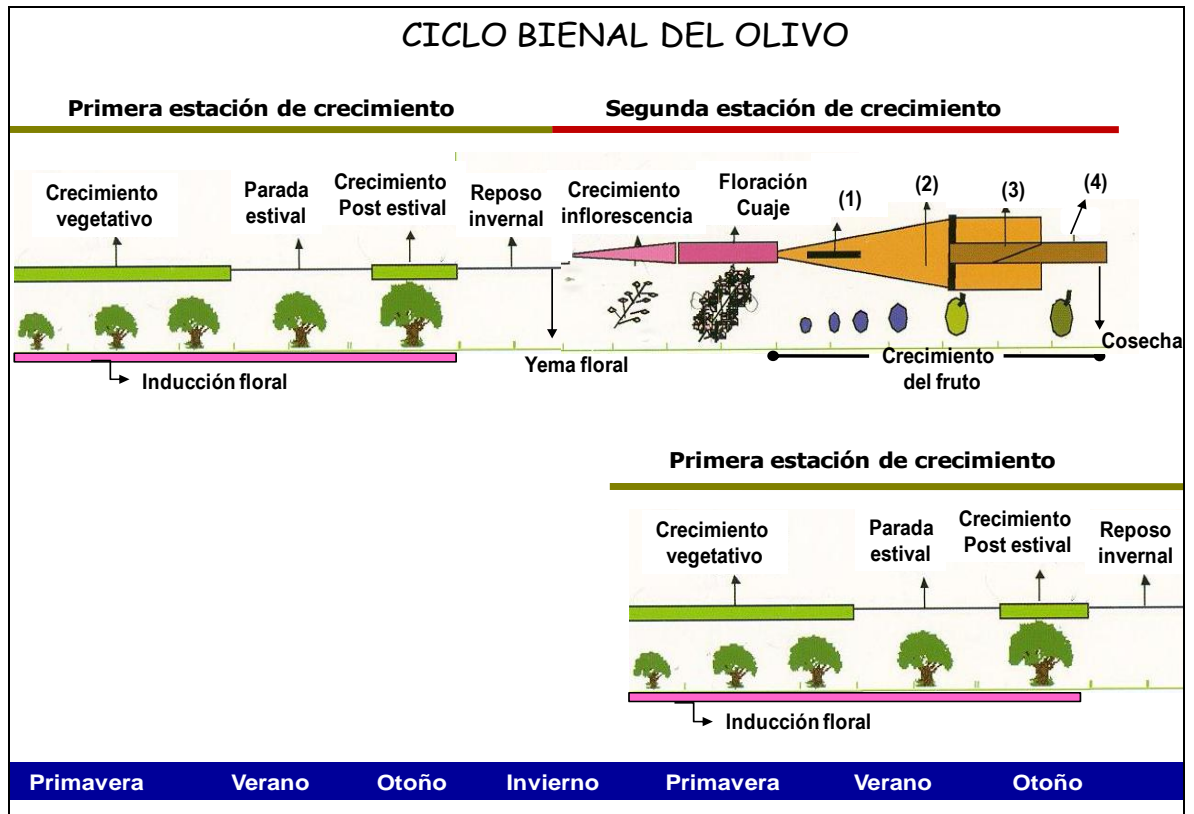 CICLO BIENAL DEL OLIVO
Primera estación de crecimiento
Segunda estación de crecimiento
Crecimiento
vegetativo
Parada
estival
Crecimiento
Post estival
Reposo
invernal
Crecimiento
inflorescencia
Floración
Cuaje
(1)
(2)
(3)
(4)
Inducción floral
Yema floral
Crecimiento
del fruto
Cosecha
Primera estación de crecimiento
Crecimiento
vegetativo
Parada
estival
Crecimiento
Post estival
Reposo
invernal
Inducción floral
Primavera Verano Otoño Invierno Primavera Verano Otoño